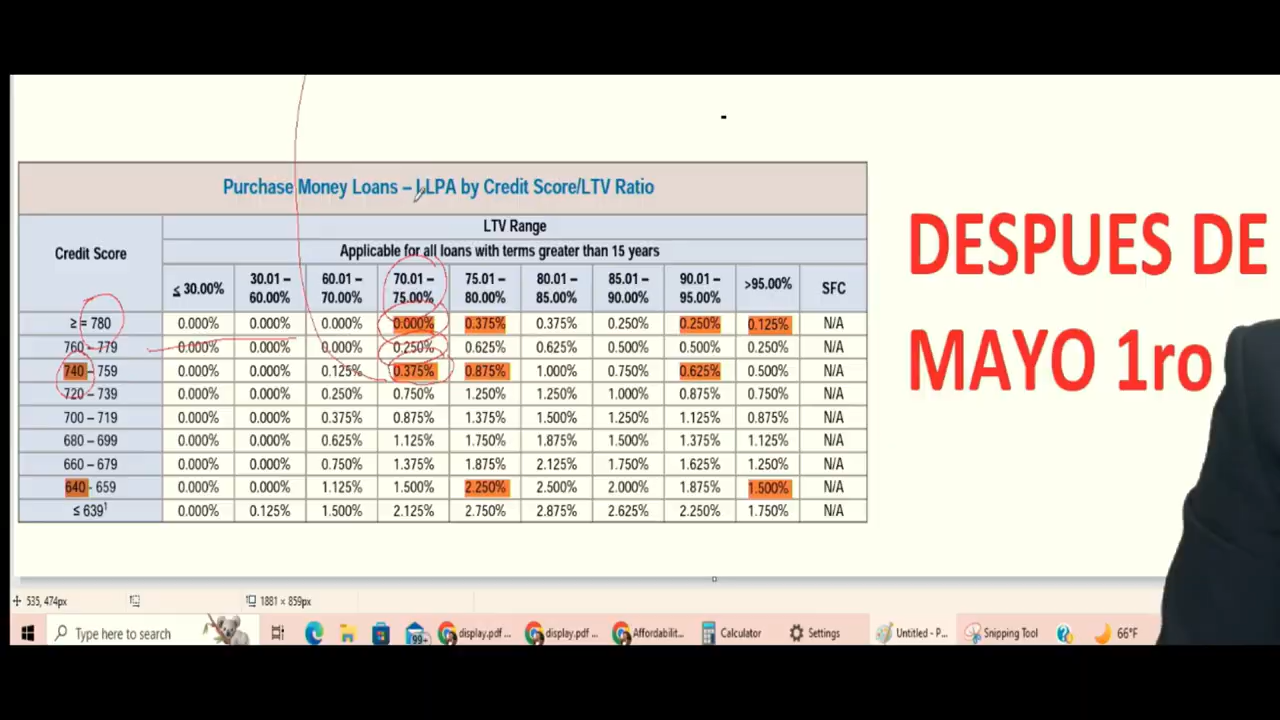 Purchase Money Loans – LLPA by Credit Score/LTV Ratio
Credit Score
LTV Range
Applicable for all loans with terms greater than 15 years
≤ 30.00% 30.01 – 60.00% 60.01 – 70.00% 70.01 – 75.00% 75.01 – 80.00% 80.01 – 85.00% 85.01 – 90.00% 90.01 – 95.00% >95.00% SFC
≥ = 780 0.000% 0.000% 0.000% 0.000% 0.375% 0.375% 0.250% 0.250% 0.125% N/A
760 – 779 0.000% 0.000% 0.000% 0.250% 0.625% 0.625% 0.500% 0.500% 0.250% N/A
740 – 759 0.000% 0.000% 0.125% 0.375% 0.875% 1.000% 0.750% 0.625% 0.500% N/A
720 – 739 0.000% 0.000% 0.250% 0.750% 1.250% 1.250% 1.000% 0.875% 0.750% N/A
700 – 719 0.000% 0.000% 0.375% 0.875% 1.375% 1.500% 1.250% 1.125% 0.875% N/A
680 – 699 0.000% 0.000% 0.625% 1.125% 1.750% 1.875% 1.500% 1.375% 1.125% N/A
660 – 679 0.000% 0.000% 0.750% 1.375% 1.875% 2.125% 1.750% 1.625% 1.250% N/A
640 - 659 0.000% 0.000% 1.125% 1.500% 2.250% 2.500% 2.000% 1.875% 1.500% N/A
≤ 639¹ 0.000% 0.125% 1.500% 2.125% 2.750% 2.875% 2.625% 2.250% 1.750% N/A
DESPUES DE
MAYO 1ro
535, 474px 1881 × 859px
Type here to search 99+ display.pdf ... display.pdf ... Affordabilit... Calculator Settings Untitled - P... Snipping Tool 66°F